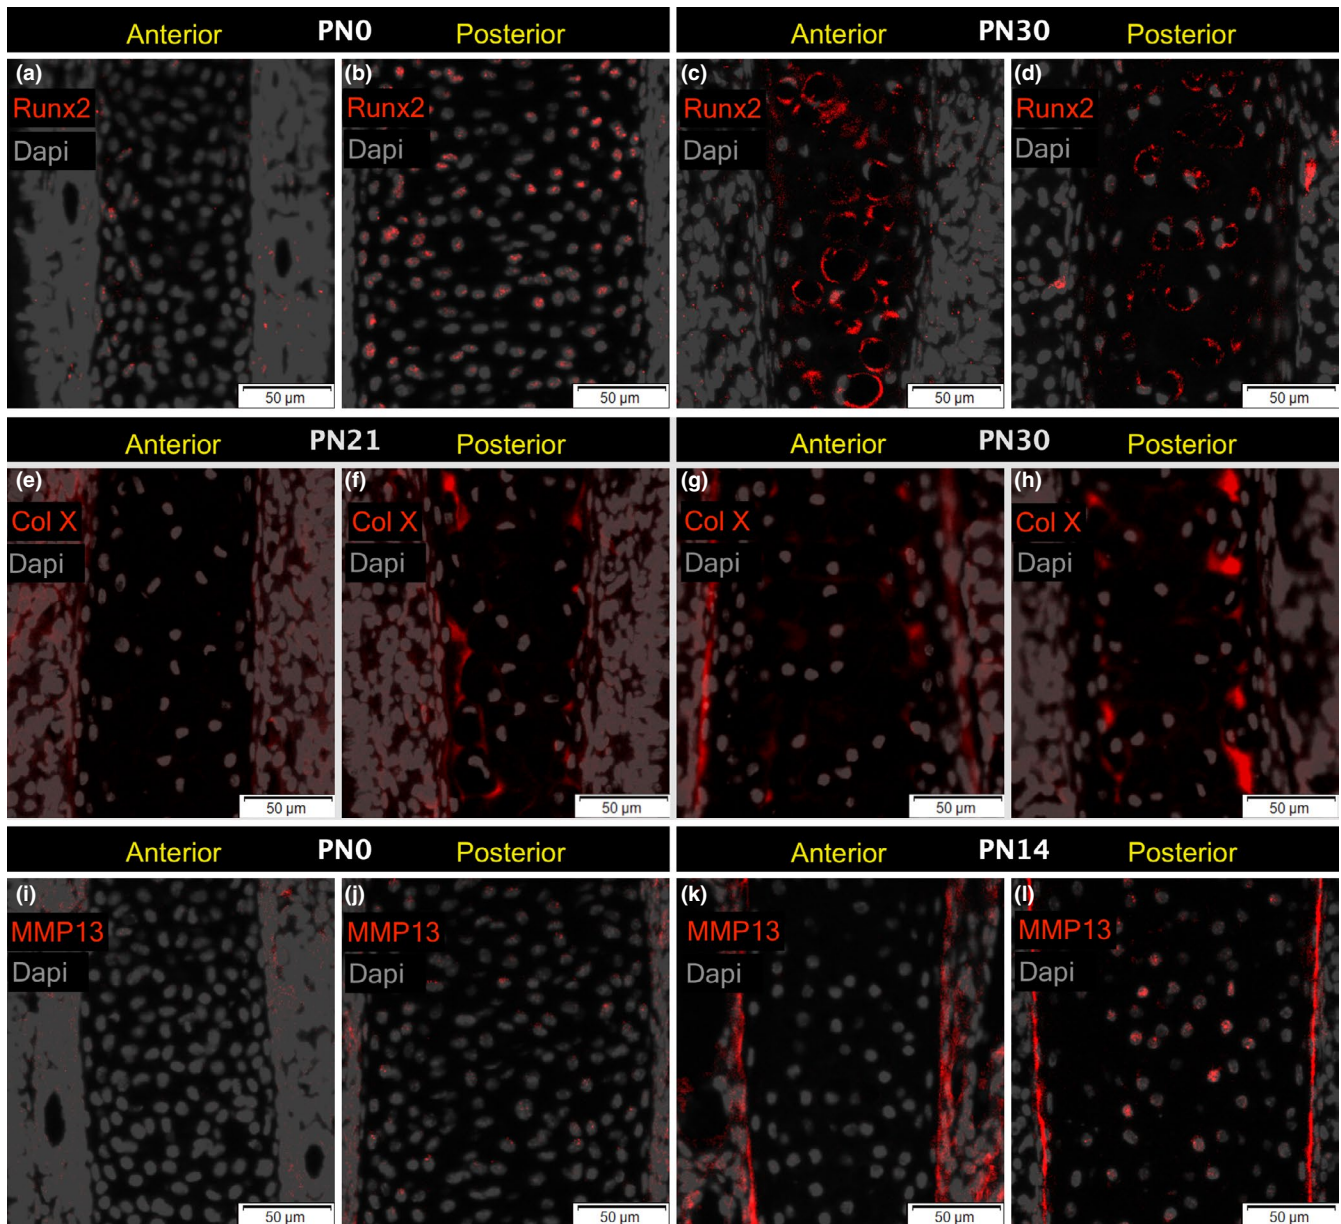 Anterior PN0 Posterior
Anterior PN30 Posterior
(a)
Runx2
Dapi
50 µm
(b)
Runx2
Dapi
50 µm
(c)
Runx2
Dapi
50 µm
(d)
Runx2
Dapi
50 µm
Anterior PN21 Posterior
Anterior PN30 Posterior
(e)
Col X
Dapi
50 µm
(f)
Col X
Dapi
50 µm
(g)
Col X
Dapi
50 µm
(h)
Col X
Dapi
50 µm
Anterior PN0 Posterior
Anterior PN14 Posterior
(i)
MMP13
Dapi
50 µm
(j)
MMP13
Dapi
50 µm
(k)
MMP13
Dapi
50 µm
(l)
MMP13
Dapi
50 µm